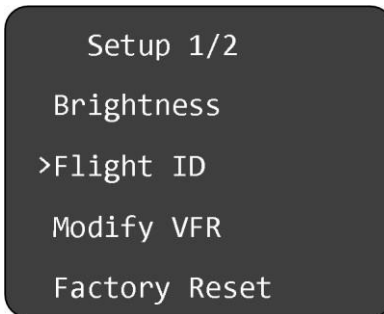 Setup 1/2
Brightness
>Flight ID
Modify VFR
Factory Reset